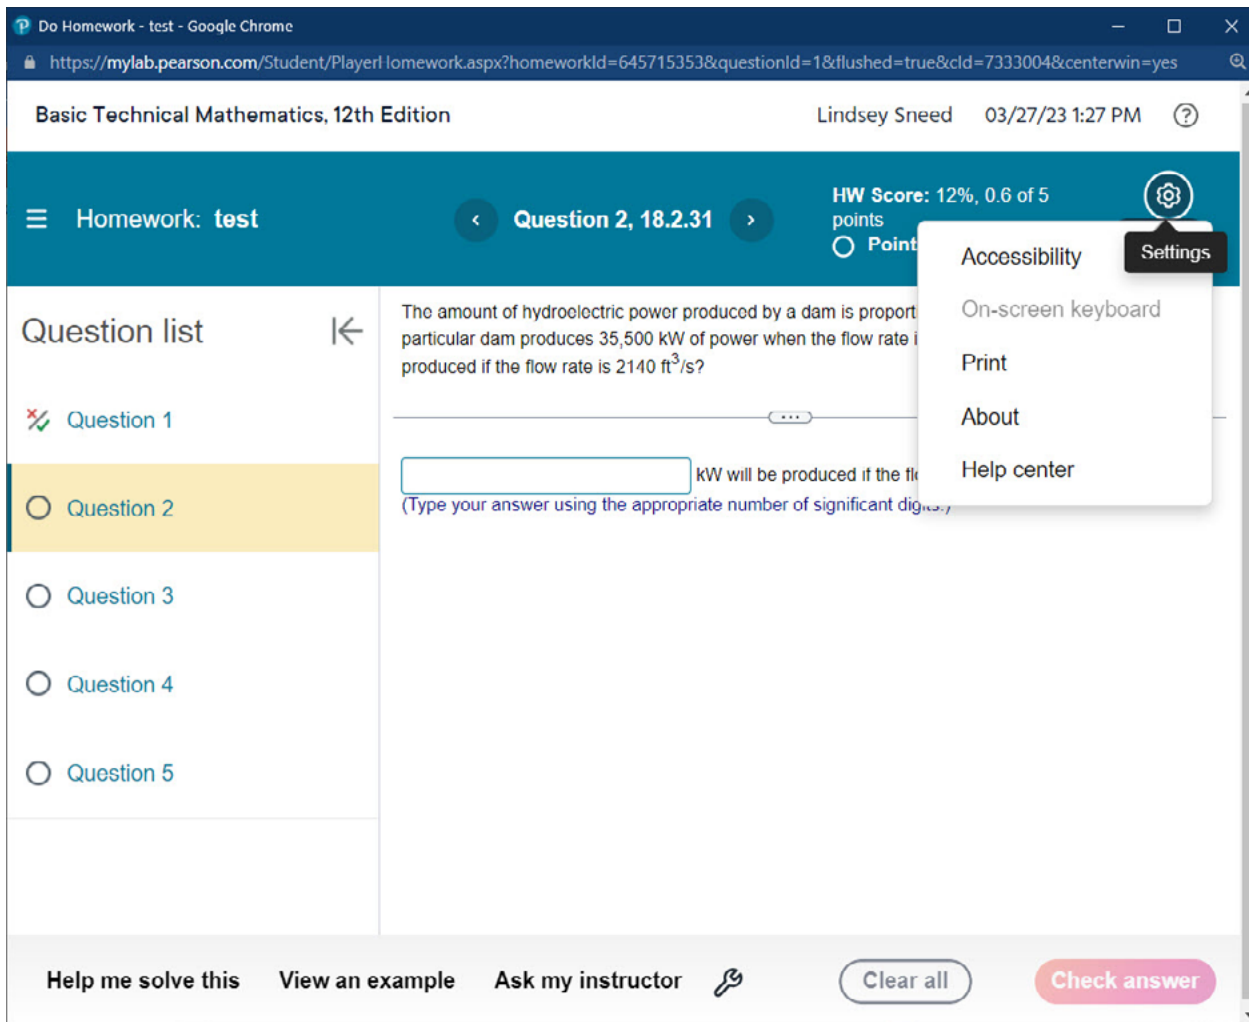 Do Homework - test - Google Chrome
https://mylab.pearson.com/Student/PlayerHomework.aspx?homeworkId=645715353&questionId=1&flushed=true&cId=7333004&centerwin=yes
Basic Technical Mathematics, 12th Edition
Lindsey Sneed 03/27/23 1:27 PM ?
Homework: test
Question 2, 18.2.31
HW Score: 12%, 0.6 of 5
points
Point
Settings
Accessibility
On-screen keyboard
Print
About
Help center
Question list
Question 1
Question 2
Question 3
Question 4
Question 5
The amount of hydroelectric power produced by a dam is proport
particular dam produces 35,500 kW of power when the flow rate i
produced if the flow rate is 2140 ft³/s?
kW will be produced if the fl
(Type your answer using the appropriate number of significant digits.)
Help me solve this View an example Ask my instructor
Clear all
Check answer